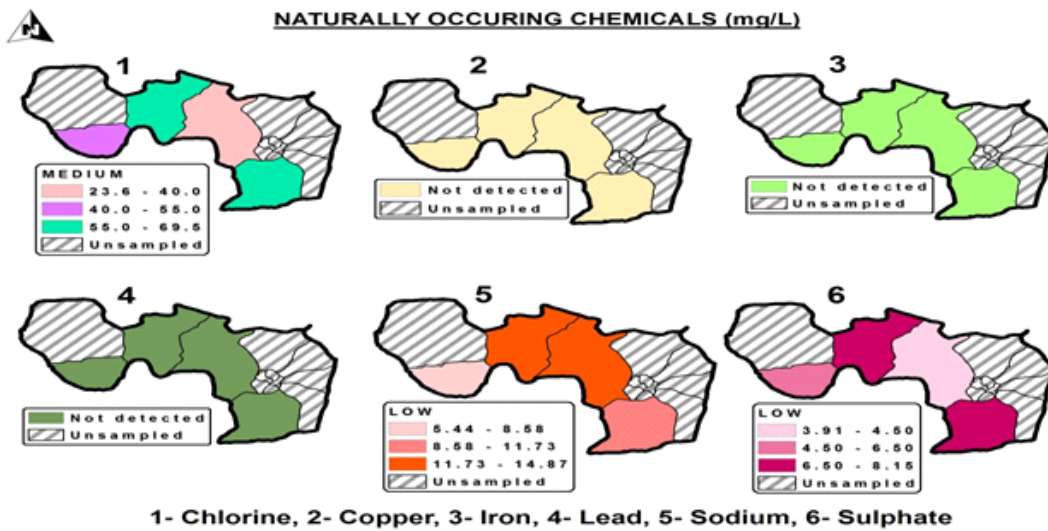 NATURALLY OCCURING CHEMICALS (mg/L)
N
1
2
3
MEDIUM
23.6 - 40.0
40.0 - 55.0
55.0 - 69.5
Unsampled
Not detected
Unsampled
Not detected
Unsampled
4
5
6
Not detected
Unsampled
LOW
5.44 - 8.58
8.58 - 11.73
11.73 - 14.87
Unsampled
LOW
3.91 - 4.50
4.50 - 6.50
6.50 - 8.15
Unsampled
1- Chlorine, 2- Copper, 3- Iron, 4- Lead, 5- Sodium, 6- Sulphate